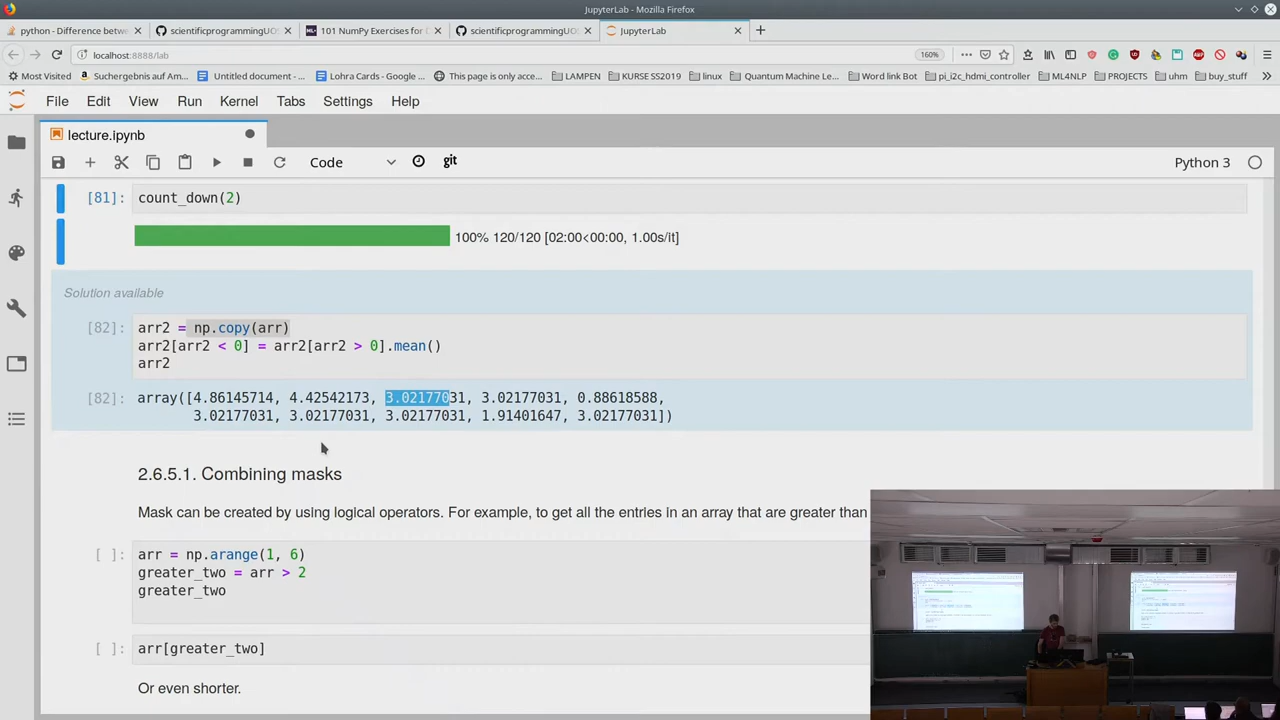 JupyterLab — Mozilla Firefox
python - Difference betwe
scientificprogrammingUOS
101 NumPy Exercises for D
scientificprogrammingUOS
JupyterLab
localhost:8888/lab
160%
Most Visited
Suchergebnis auf Am...
Untitled document - ...
Lohra Cards - Google ...
This page is only acce...
LAMPEN
KURSE SS2019
linux
Quantum Machine Le...
Word link Bot
pi_i2c_hdmi_controller
ML4NLP
PROJECTS
uhm
buy_stuff
File Edit View Run Kernel Tabs Settings Help
lecture.ipynb
Code
git
Python 3
[81]: count_down(2)
100% 120/120 [02:00<00:00, 1.00s/it]
Solution available
[82]: arr2 = np.copy(arr)
arr2[arr2 < 0] = arr2[arr2 > 0].mean()
arr2
[82]: array([4.86145714, 4.42542173, 3.02177031, 3.02177031, 0.88618588,
3.02177031, 3.02177031, 3.02177031, 1.91401647, 3.02177031])
2.6.5.1. Combining masks
Mask can be created by using logical operators. For example, to get all the entries in an array that are greater than
[ ]: arr = np.arange(1, 6)
greater_two = arr > 2
greater_two
[ ]: arr[greater_two]
Or even shorter.